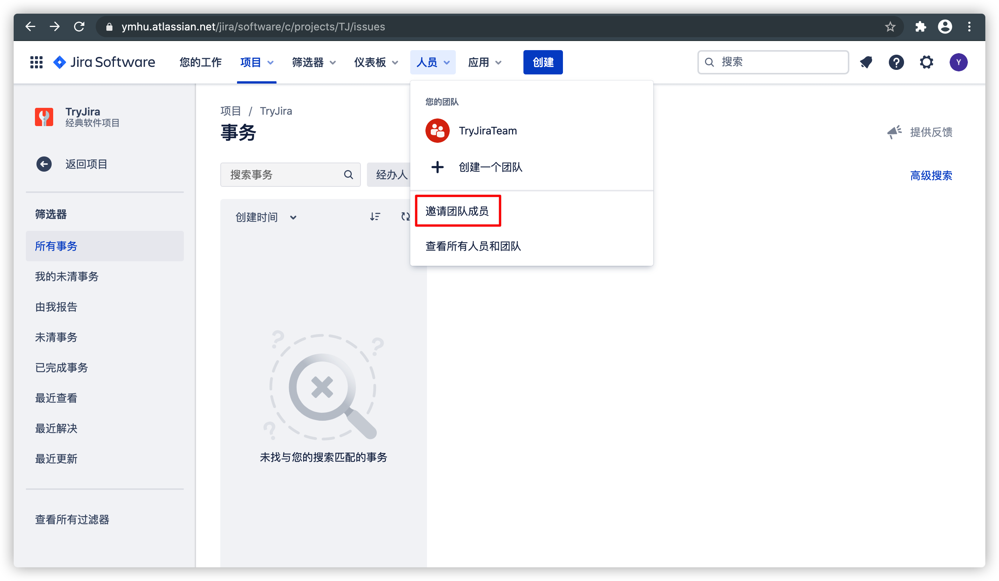 ymhu.atlassian.net/jira/software/c/projects/TJ/issues
Jira Software 您的工作 项目 筛选器 仪表板 人员 应用 创建 搜索 Y
TryJira
经典软件项目
返回项目
筛选器
所有事务
我的未清事务
由我报告
未清事务
已完成事务
最近查看
最近解决
最近更新
查看所有过滤器
项目 / TryJira
事务
提供反馈
搜索事务 经办人
高级搜索
创建时间
未找与您的搜索匹配的事务
您的团队
TryJiraTeam
创建一个团队
邀请团队成员
查看所有人员和团队